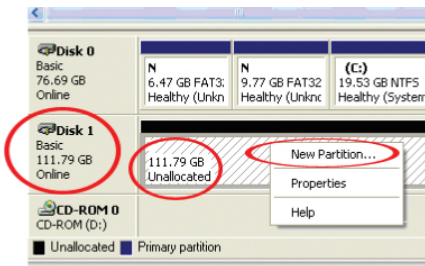 Disk 0
Basic
76.69 GB
Online
N
6.47 GB FAT3:
Healthy (Unkn
N
9.77 GB FAT32
Healthy (Unknc
(C:)
19.53 GB NTFS
Healthy (System
Disk 1
Basic
111.79 GB
Online
111.79 GB
Unallocated
New Partition...
Properties
Help
CD-ROM 0
CD-ROM (D:)
Unallocated Primary partition